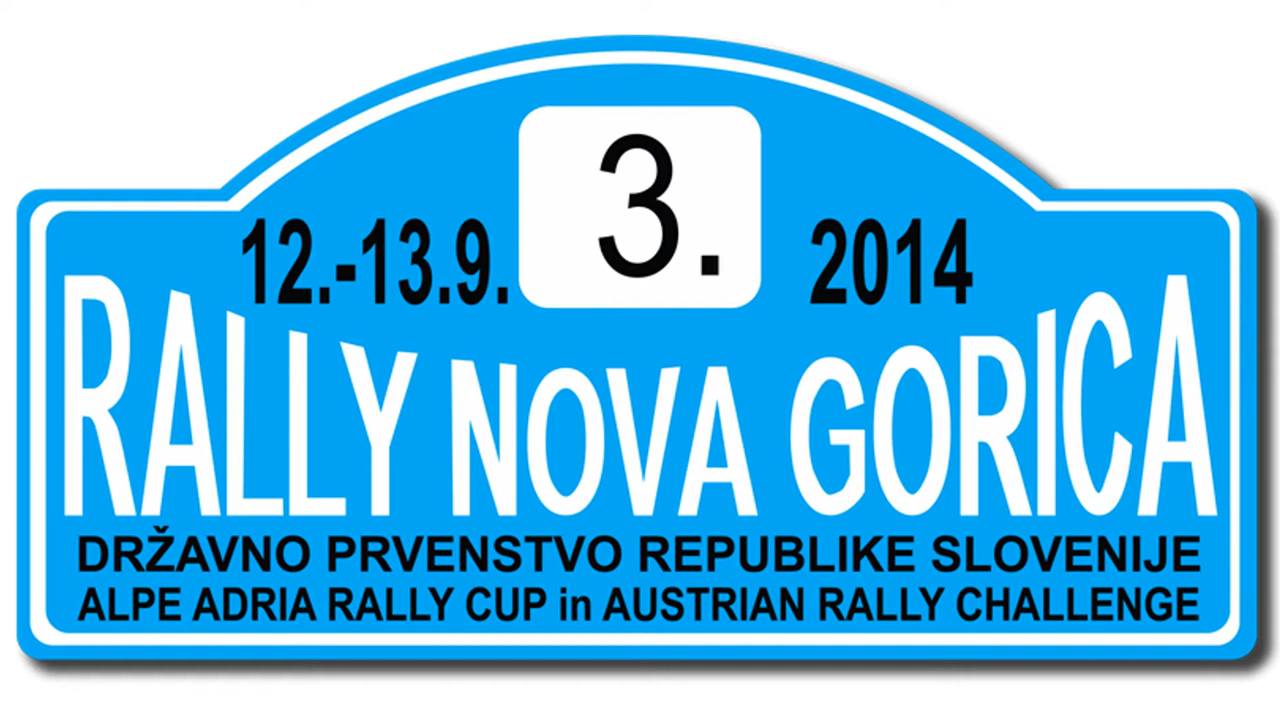 3.
12.-13.9. 2014
RALLY NOVA GORICA
DRŽAVNO PRVENSTVO REPUBLIKE SLOVENIJE
ALPE ADRIA RALLY CUP in AUSTRIAN RALLY CHALLENGE